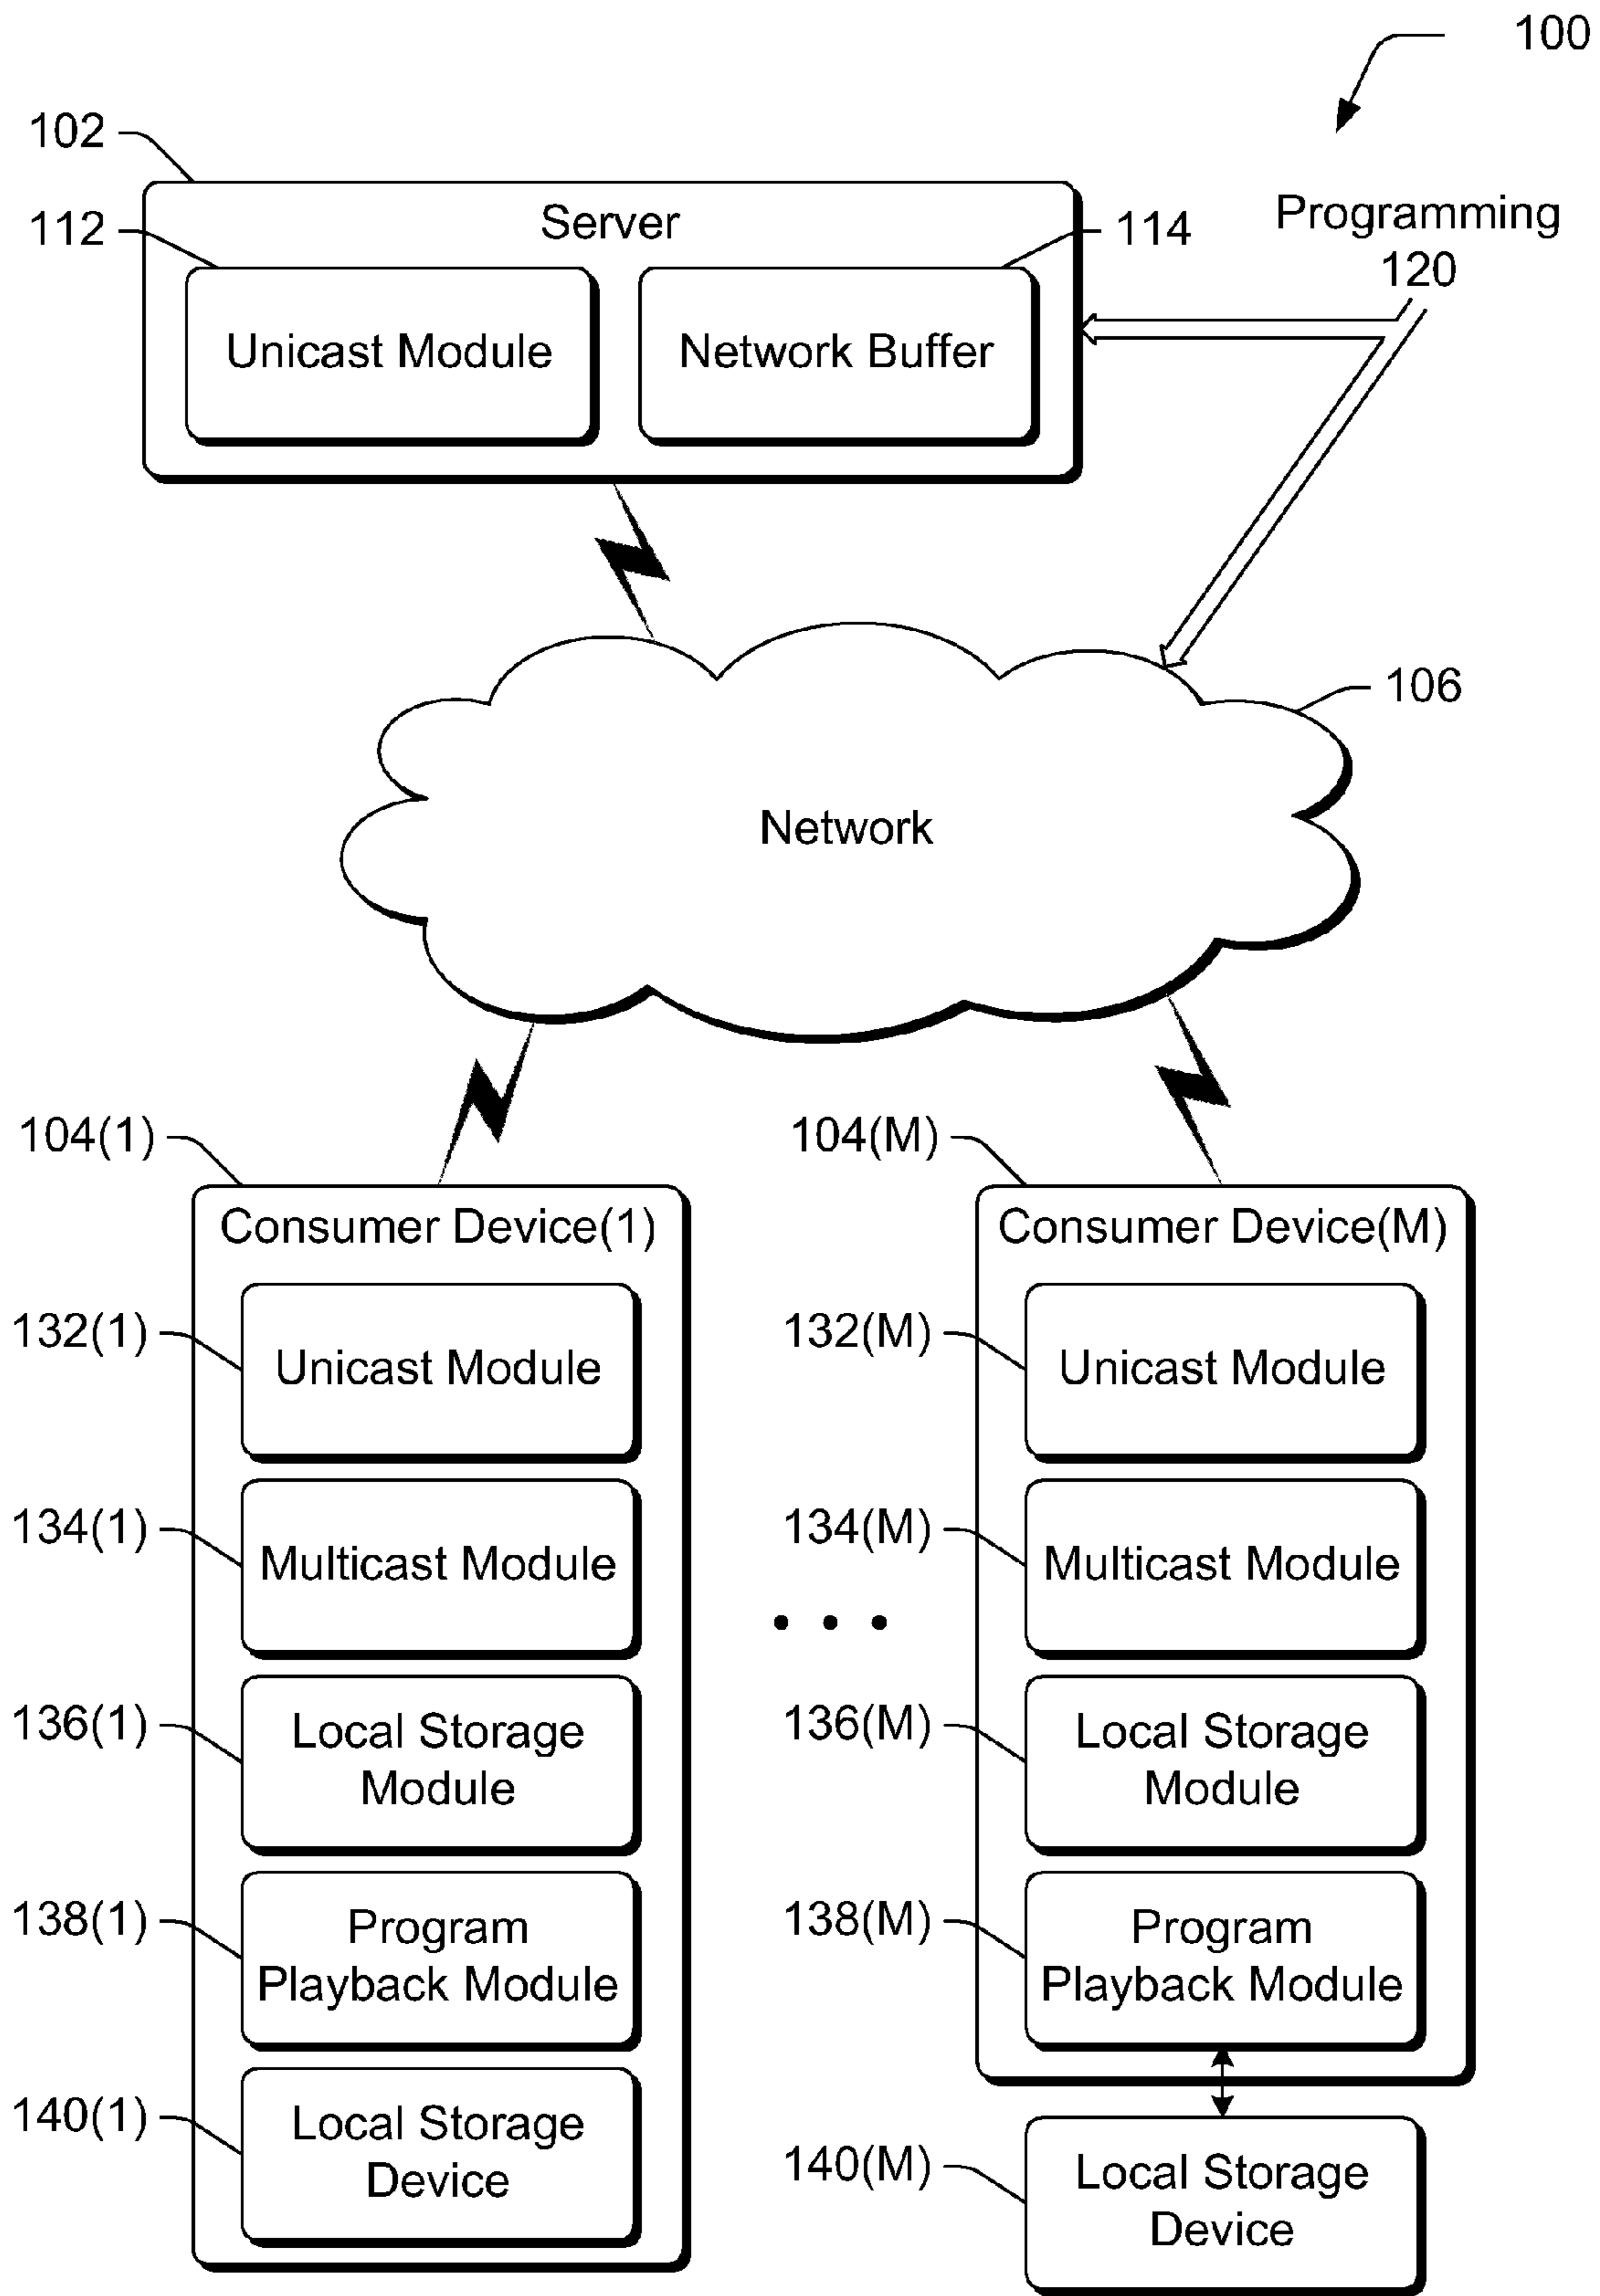 100
102
Server
112
114
Programming
120
Unicast Module
Network Buffer
106
Network
104(1)
104(M)
Consumer Device(1)
Consumer Device(M)
132(1)
Unicast Module
132(M)
Unicast Module
134(1)
Multicast Module
134(M)
Multicast Module
136(1)
Local Storage
Module
136(M)
Local Storage
Module
138(1)
Program
Playback Module
138(M)
Program
Playback Module
140(1)
Local Storage
Device
140(M)
Local Storage
Device